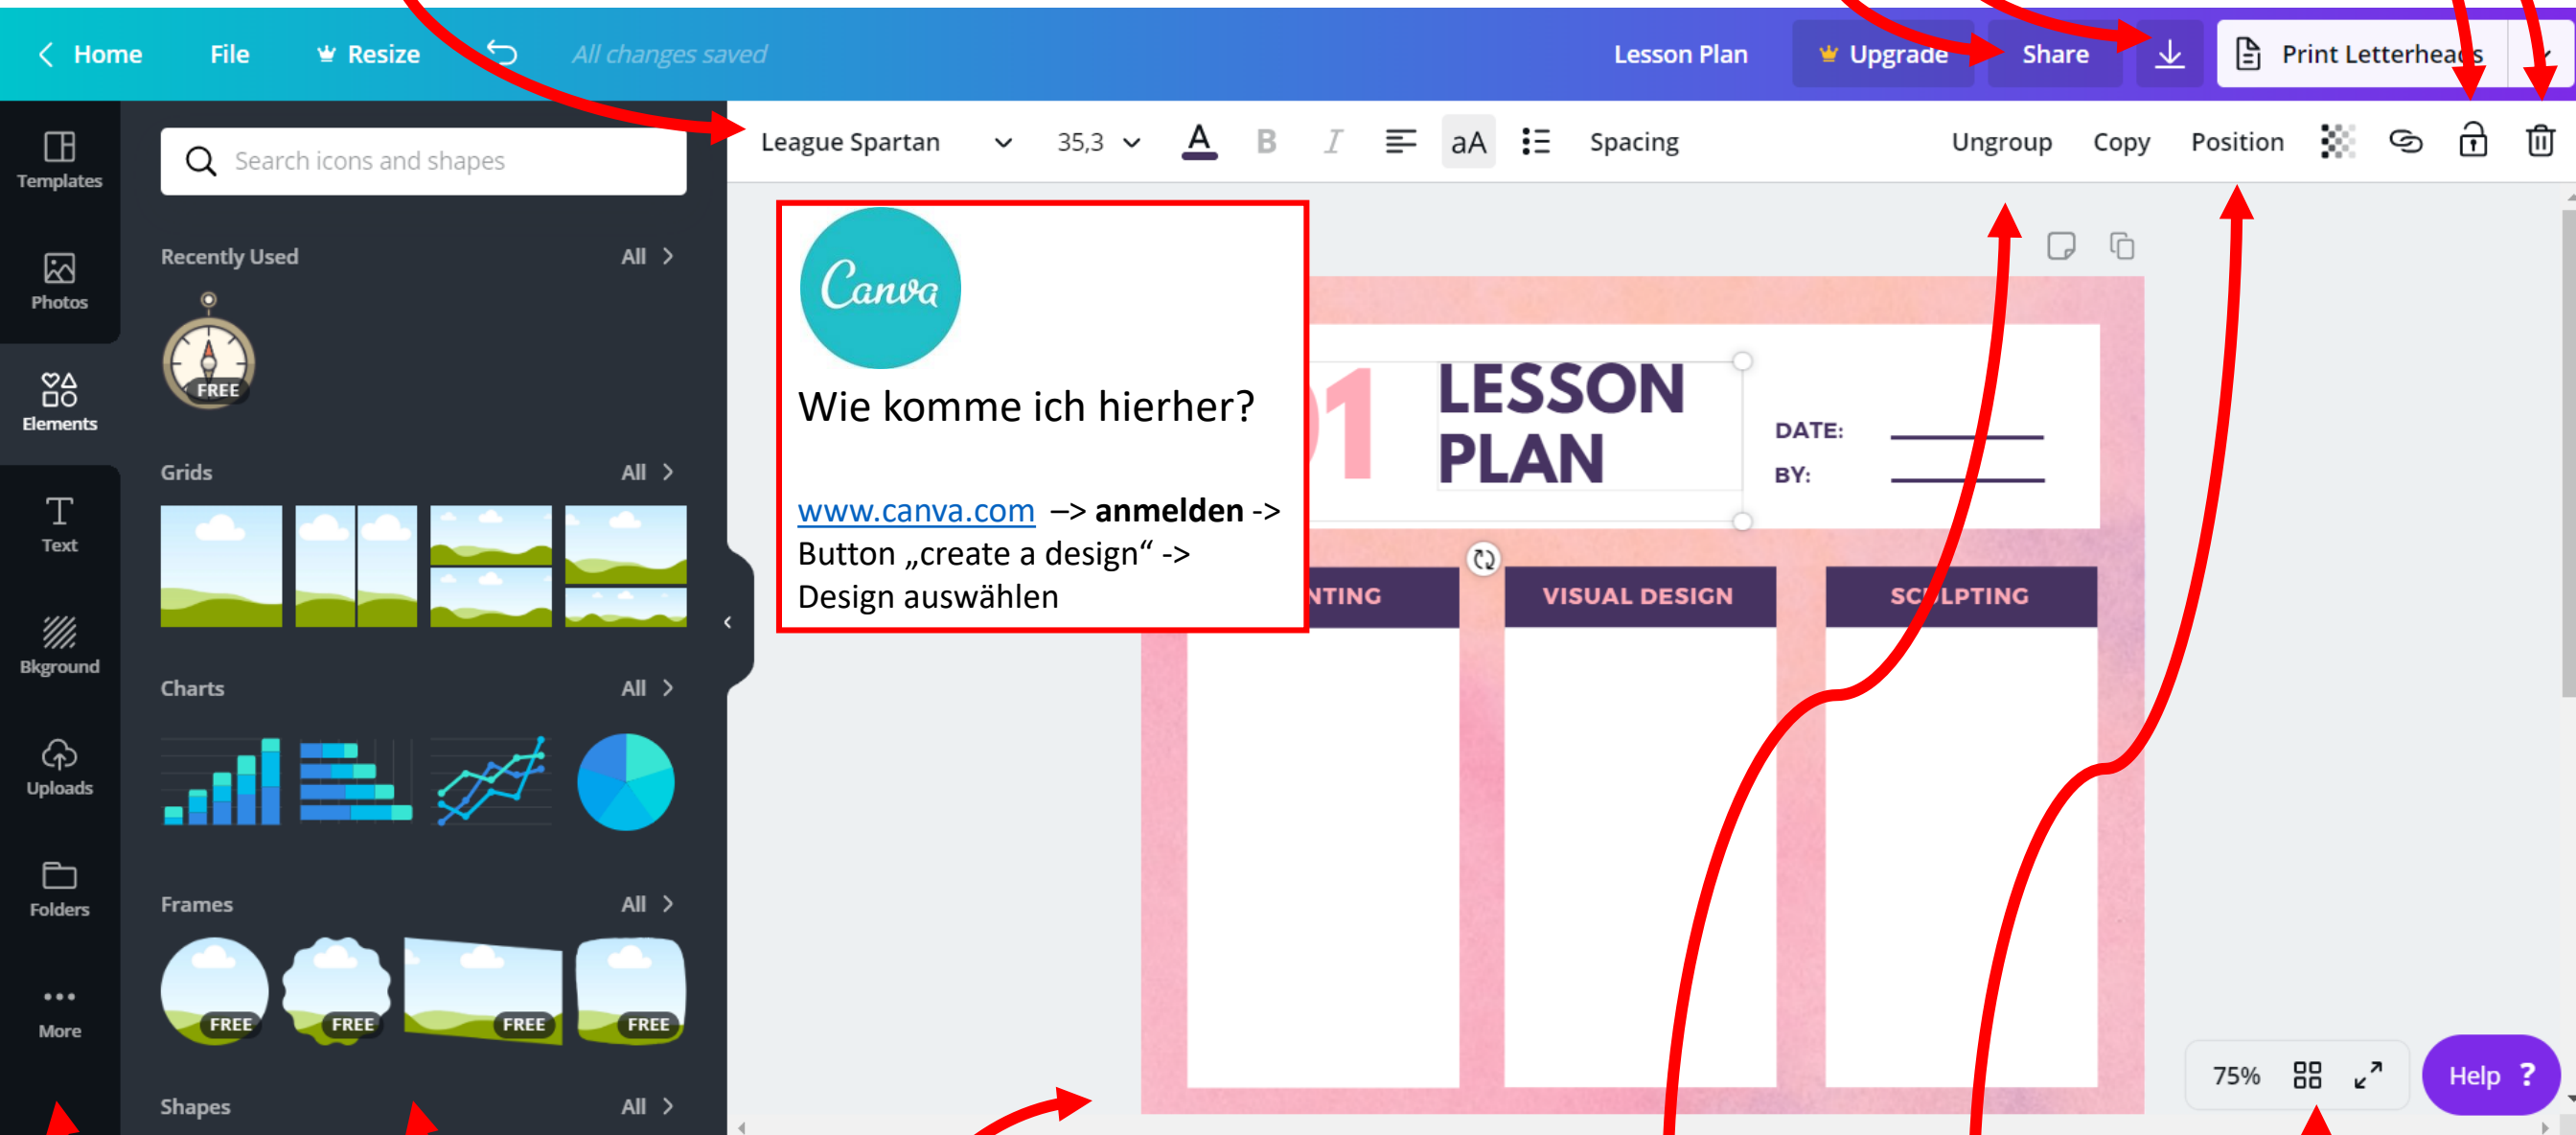 Home File Resize All changes saved Lesson Plan Upgrade Share Print Letterheads
League Spartan 35,3 A B I aA Spacing Ungroup Copy Position
Templates
Photos
Elements
Text
Bkground
Uploads
Folders
More
Search icons and shapes
Recently Used All
FREE
Grids All
Charts All
Frames All
FREE FREE FREE FREE
Shapes All
Canva
Wie komme ich hierher?
www.canva.com –> anmelden ->
Button „create a design“ ->
Design auswählen
1
LESSON
PLAN
DATE:
BY:
NTING VISUAL DESIGN SCULPTING
75% Help ?